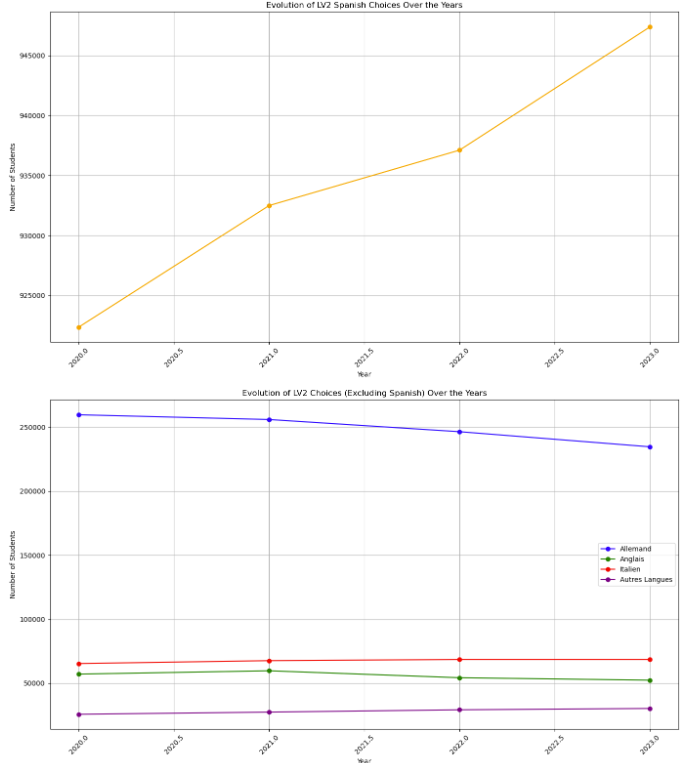 Evolution of LV2 Spanish Choices Over the Years
945000
940000
935000
930000
925000
Number of Students
2020.0
2020.5
2021.0
2021.5
2022.0
2022.5
2023.0
Year
Evolution of LV2 Choices (Excluding Spanish) Over the Years
250000
200000
150000
100000
50000
Number of Students
Allemand
Anglais
Italien
Autres Langues
2020.0
2020.5
2021.0
2021.5
2022.0
2022.5
2023.0
Year